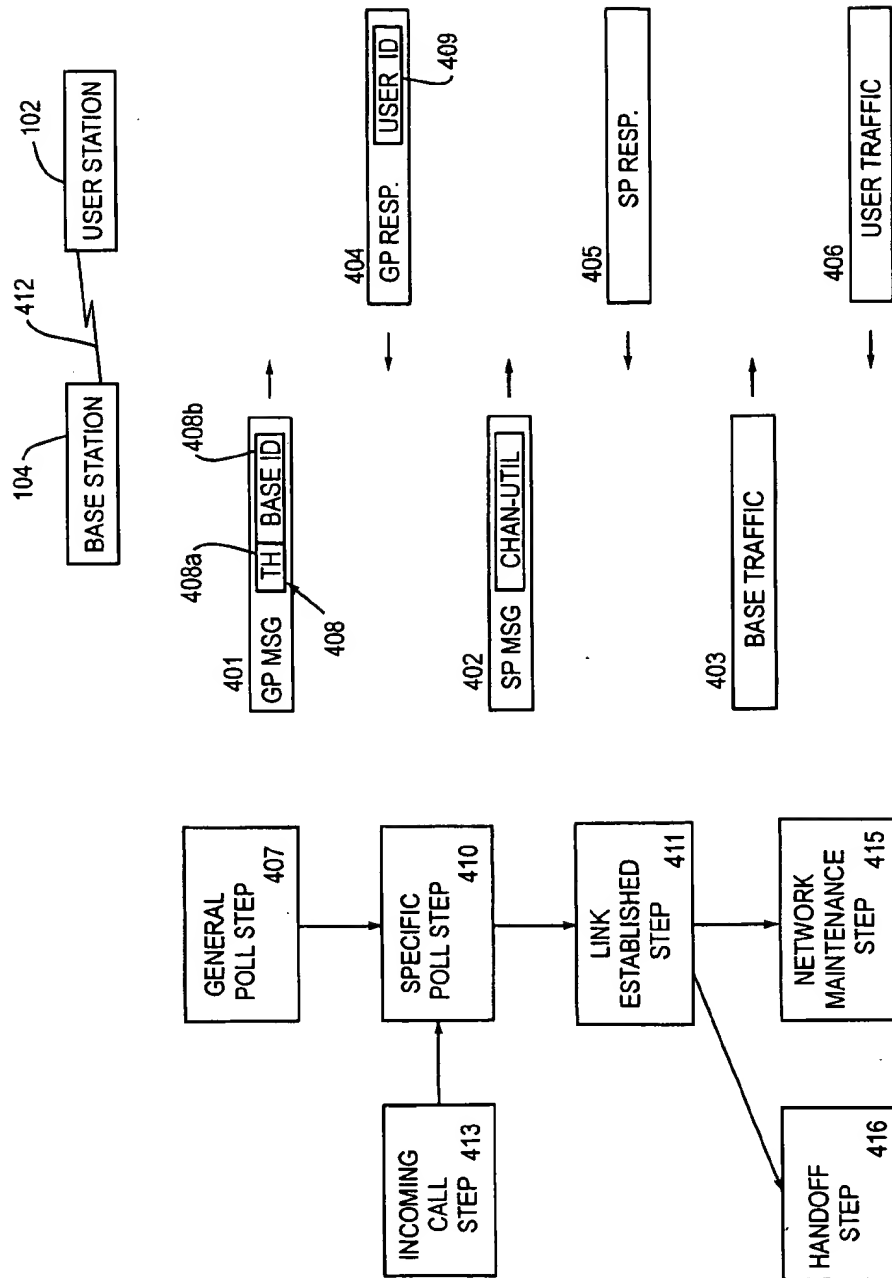 104
BASE STATION
412
102
USER STATION
GENERAL
POLL STEP
407
401
GP MSG
TH
BASE ID
408a
408b
408
404
GP RESP.
USER ID
409
INCOMING
CALL
STEP
413
SPECIFIC
POLL STEP
410
402
SP MSG
CHAN-UTIL
405
SP RESP.
LINK
ESTABLISHED
STEP
411
403
BASE TRAFFIC
406
USER TRAFFIC
HANDOFF
STEP
416
NETWORK
MAINTENANCE
STEP
415